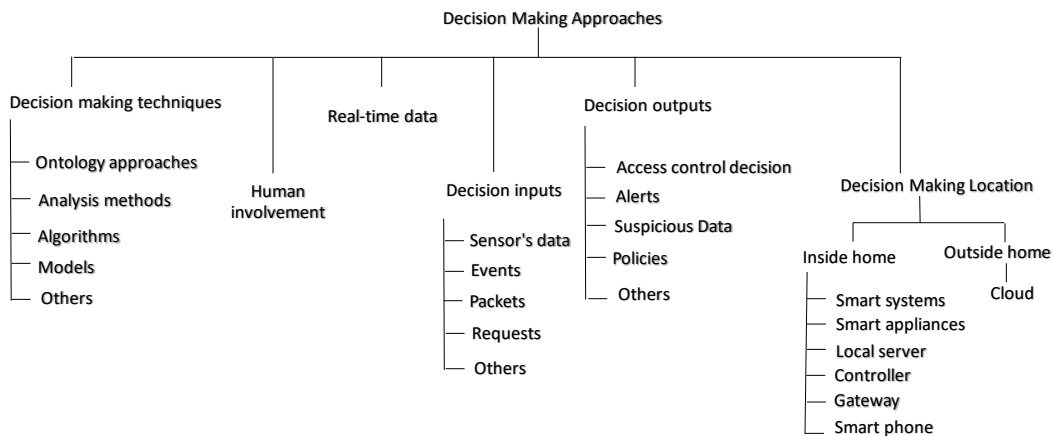 Decision Making Approaches
Decision making techniques
Ontology approaches
Analysis methods
Algorithms
Models
Others
Human
involvement
Real-time data
Decision inputs
Sensor's data
Events
Packets
Requests
Others
Decision outputs
Access control decision
Alerts
Suspicious Data
Policies
Others
Decision Making Location
Inside home
Smart systems
Smart appliances
Local server
Controller
Gateway
Smart phone
Outside home
Cloud